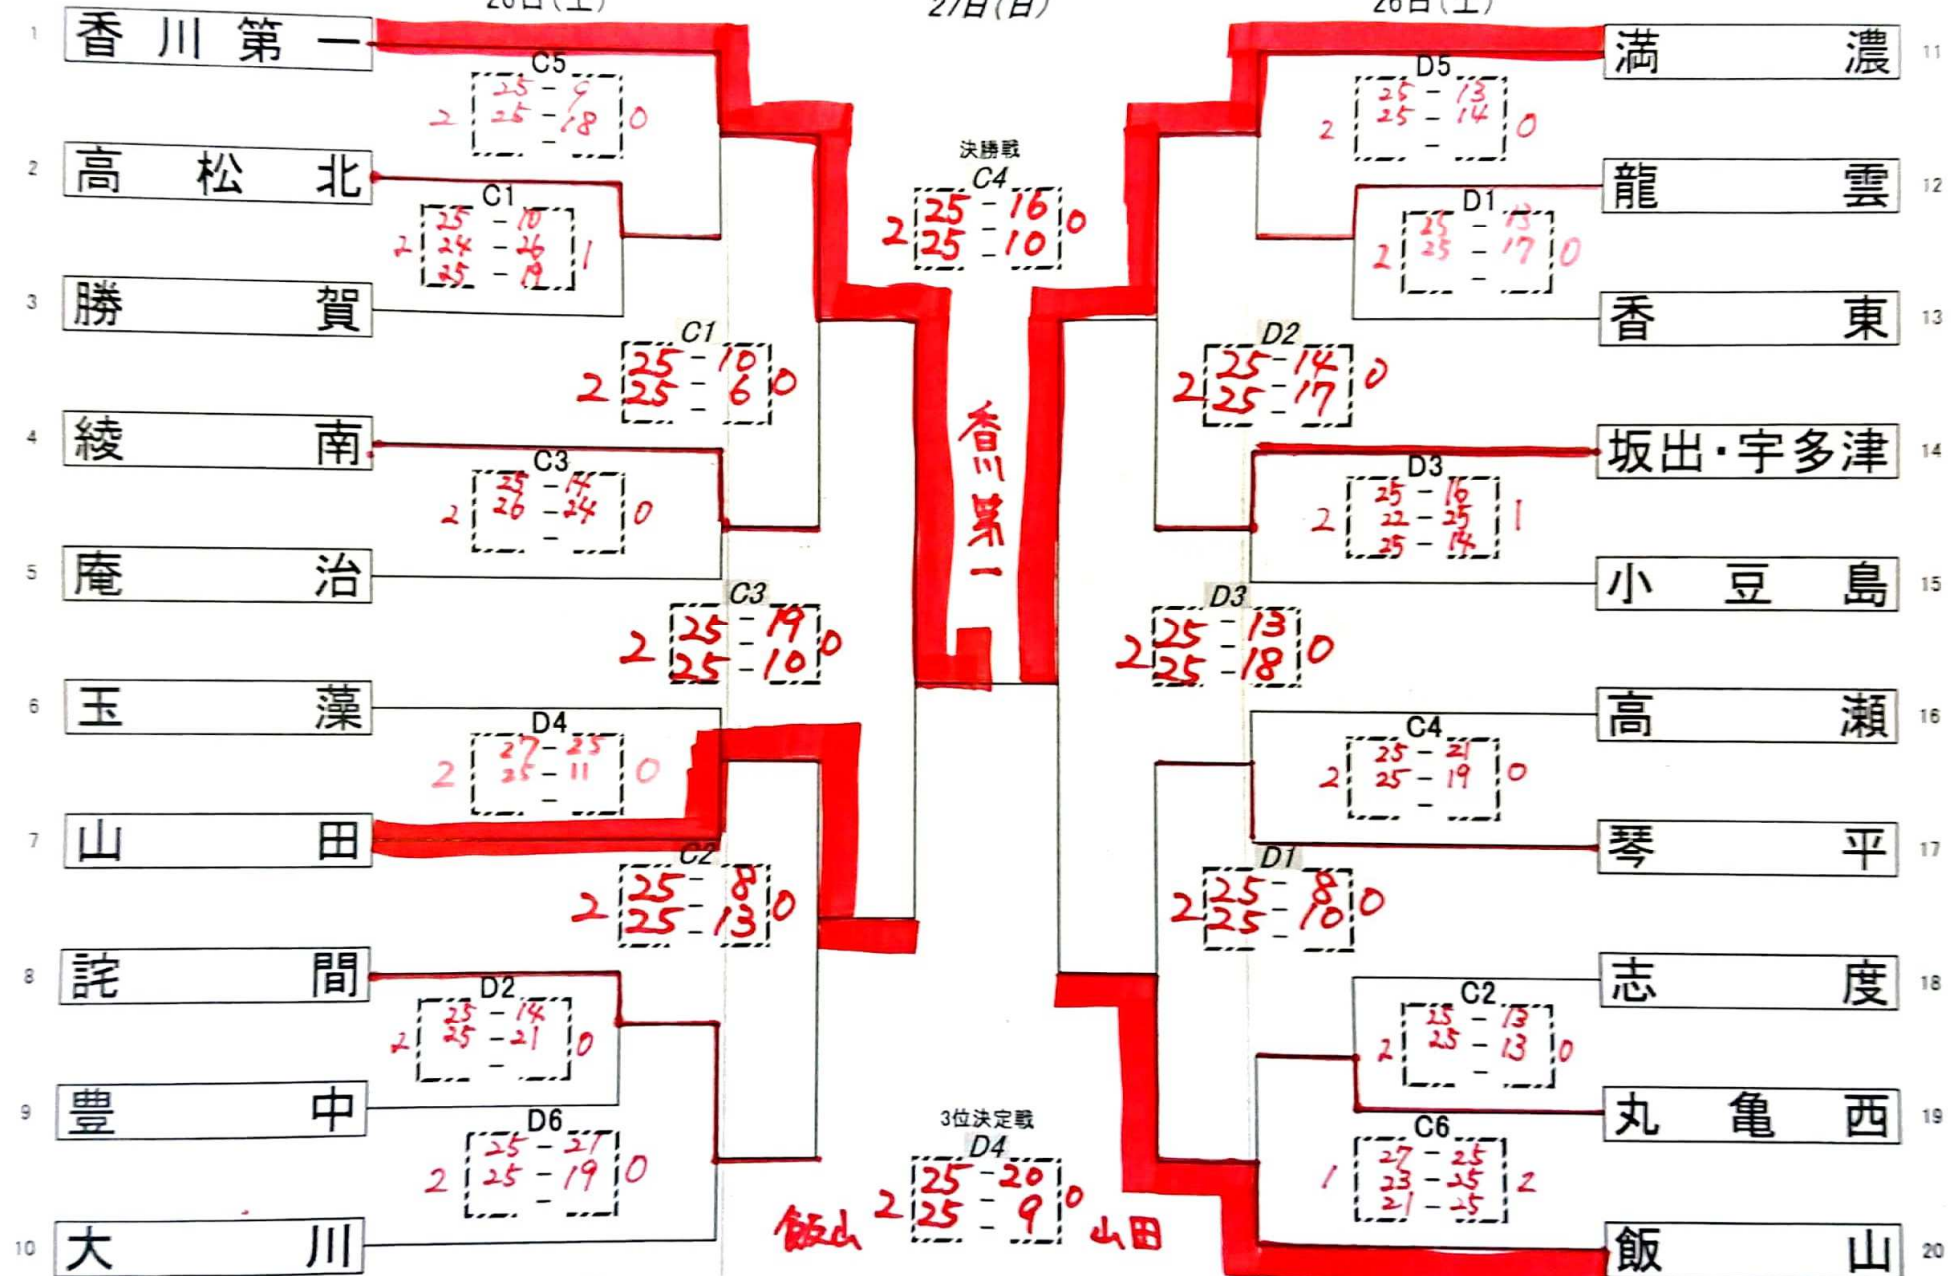 26日(土)
27日(日)
26日(土)
1 香川第一
C5
25 - 9
2 25 - 18 0
-
2 高松北
C1
25 - 10
2 24 - 26 1
25 - 19
3 勝賀
C1
25 - 10
2 25 - 6 0
-
4 綾南
C3
25 - 14
2 26 - 24 0
-
5 庵治
C3
25 - 19
2 - 0
25 - 10
6 玉藻
D4
27 - 25
2 25 - 11 0
-
7 山田
C2
25 - 8
2 - 0
25 - 13
8 詫間
D2
25 - 14
2 25 - 21 0
-
9 豊中
D6
25 - 21
2 25 - 19 0
-
10 大川
決勝戦
C4
25 - 16
2 - 0
25 - 10
香川第一
3位決定戦
D4
25 - 20
飯山 2 - 0 山田
25 - 9
満濃 11
D5
25 - 13
2 25 - 14 0
-
龍雲 12
D1
25 - 13
2 25 - 17 0
-
香東 13
D2
25 - 14
2 25 - 17 0
-
坂出・宇多津 14
D3
25 - 16
2 22 - 25 1
25 - 14
小豆島 15
D3
25 - 13
2 - 0
25 - 18
高瀬 16
C4
25 - 21
2 25 - 19 0
-
琴平 17
D1
25 - 8
2 25 - 10 0
-
志度 18
C2
25 - 13
2 25 - 13 0
-
丸亀西 19
C6
27 - 25
1 23 - 25 2
21 - 25
飯山 20